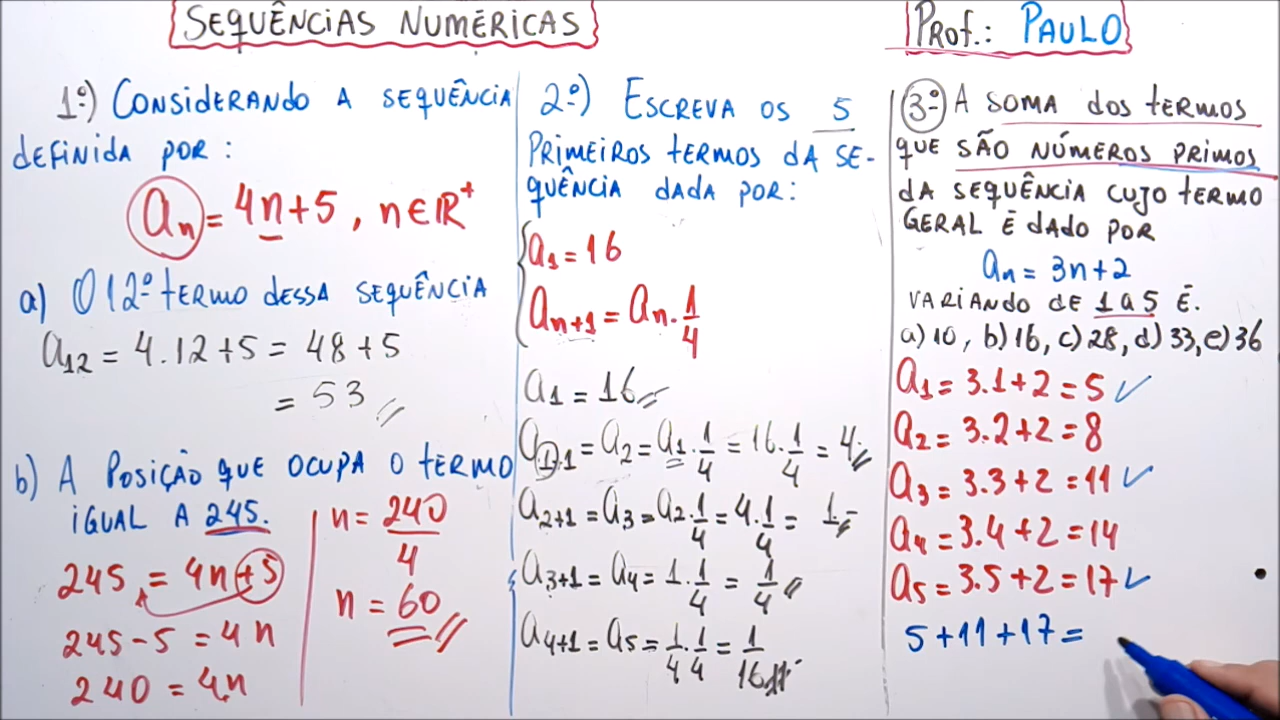 SEQUÊNCIAS NUMÉRICAS
Prof.: PAULO
1º) CONSIDERANDO A SEQUÊNCIA
DEFINIDA POR:
an = 4n+5, n∈ℝ⁺
a) O 12º TERMO DESSA SEQUÊNCIA
a12 = 4.12+5 = 48+5
= 53
b) A POSIÇÃO QUE OCUPA O TERMO
IGUAL A 245.
245 = 4n+5
245-5 = 4n
240 = 4n
n = 240/4
n = 60
2º) ESCREVA OS 5
PRIMEIROS TERMOS DA SE-
QUÊNCIA DADA POR:
a1 = 16
an+1 = an.1/4
a1 = 16
a1.1 = a2 = a1.1/4 = 16.1/4 = 4
a2+1 = a3 = a2.1/4 = 4.1/4 = 1
a3+1 = a4 = 1.1/4 = 1/4
a4+1 = a5 = 1/4.1/4 = 1/16
3º A SOMA DOS TERMOS
QUE SÃO NÚMEROS PRIMOS
DA SEQUÊNCIA CUJO TERMO
GERAL É DADO POR
an = 3n+2
VARIANDO DE 1 A 5 É.
a) 10, b) 16, c) 28, d) 33, e) 36
a1 = 3.1+2 = 5 ✓
a2 = 3.2+2 = 8
a3 = 3.3+2 = 11 ✓
a4 = 3.4+2 = 14
a5 = 3.5+2 = 17 ✓
5+11+17 =